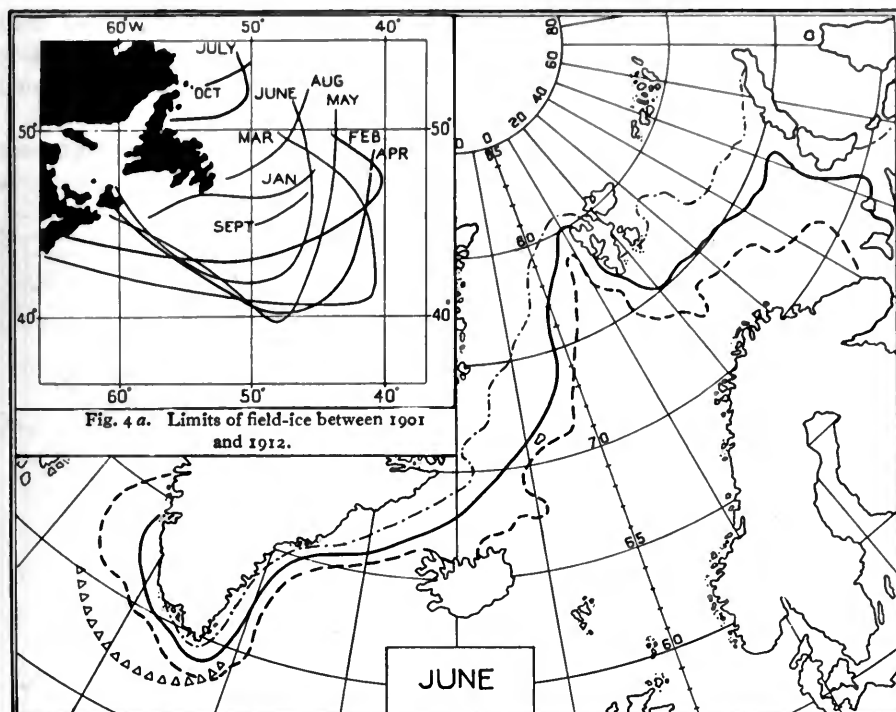 60°W
50°
40°
JULY
OCT
JUNE
AUG
MAY
50°
MAR
FEB
50°
APR
JAN
SEPT
40°
40°
60°
50°
40°
Fig. 4 a. Limits of field-ice between 1901
and 1912.
80
60
40
20
0
0
85
80
70
65
60
JUNE